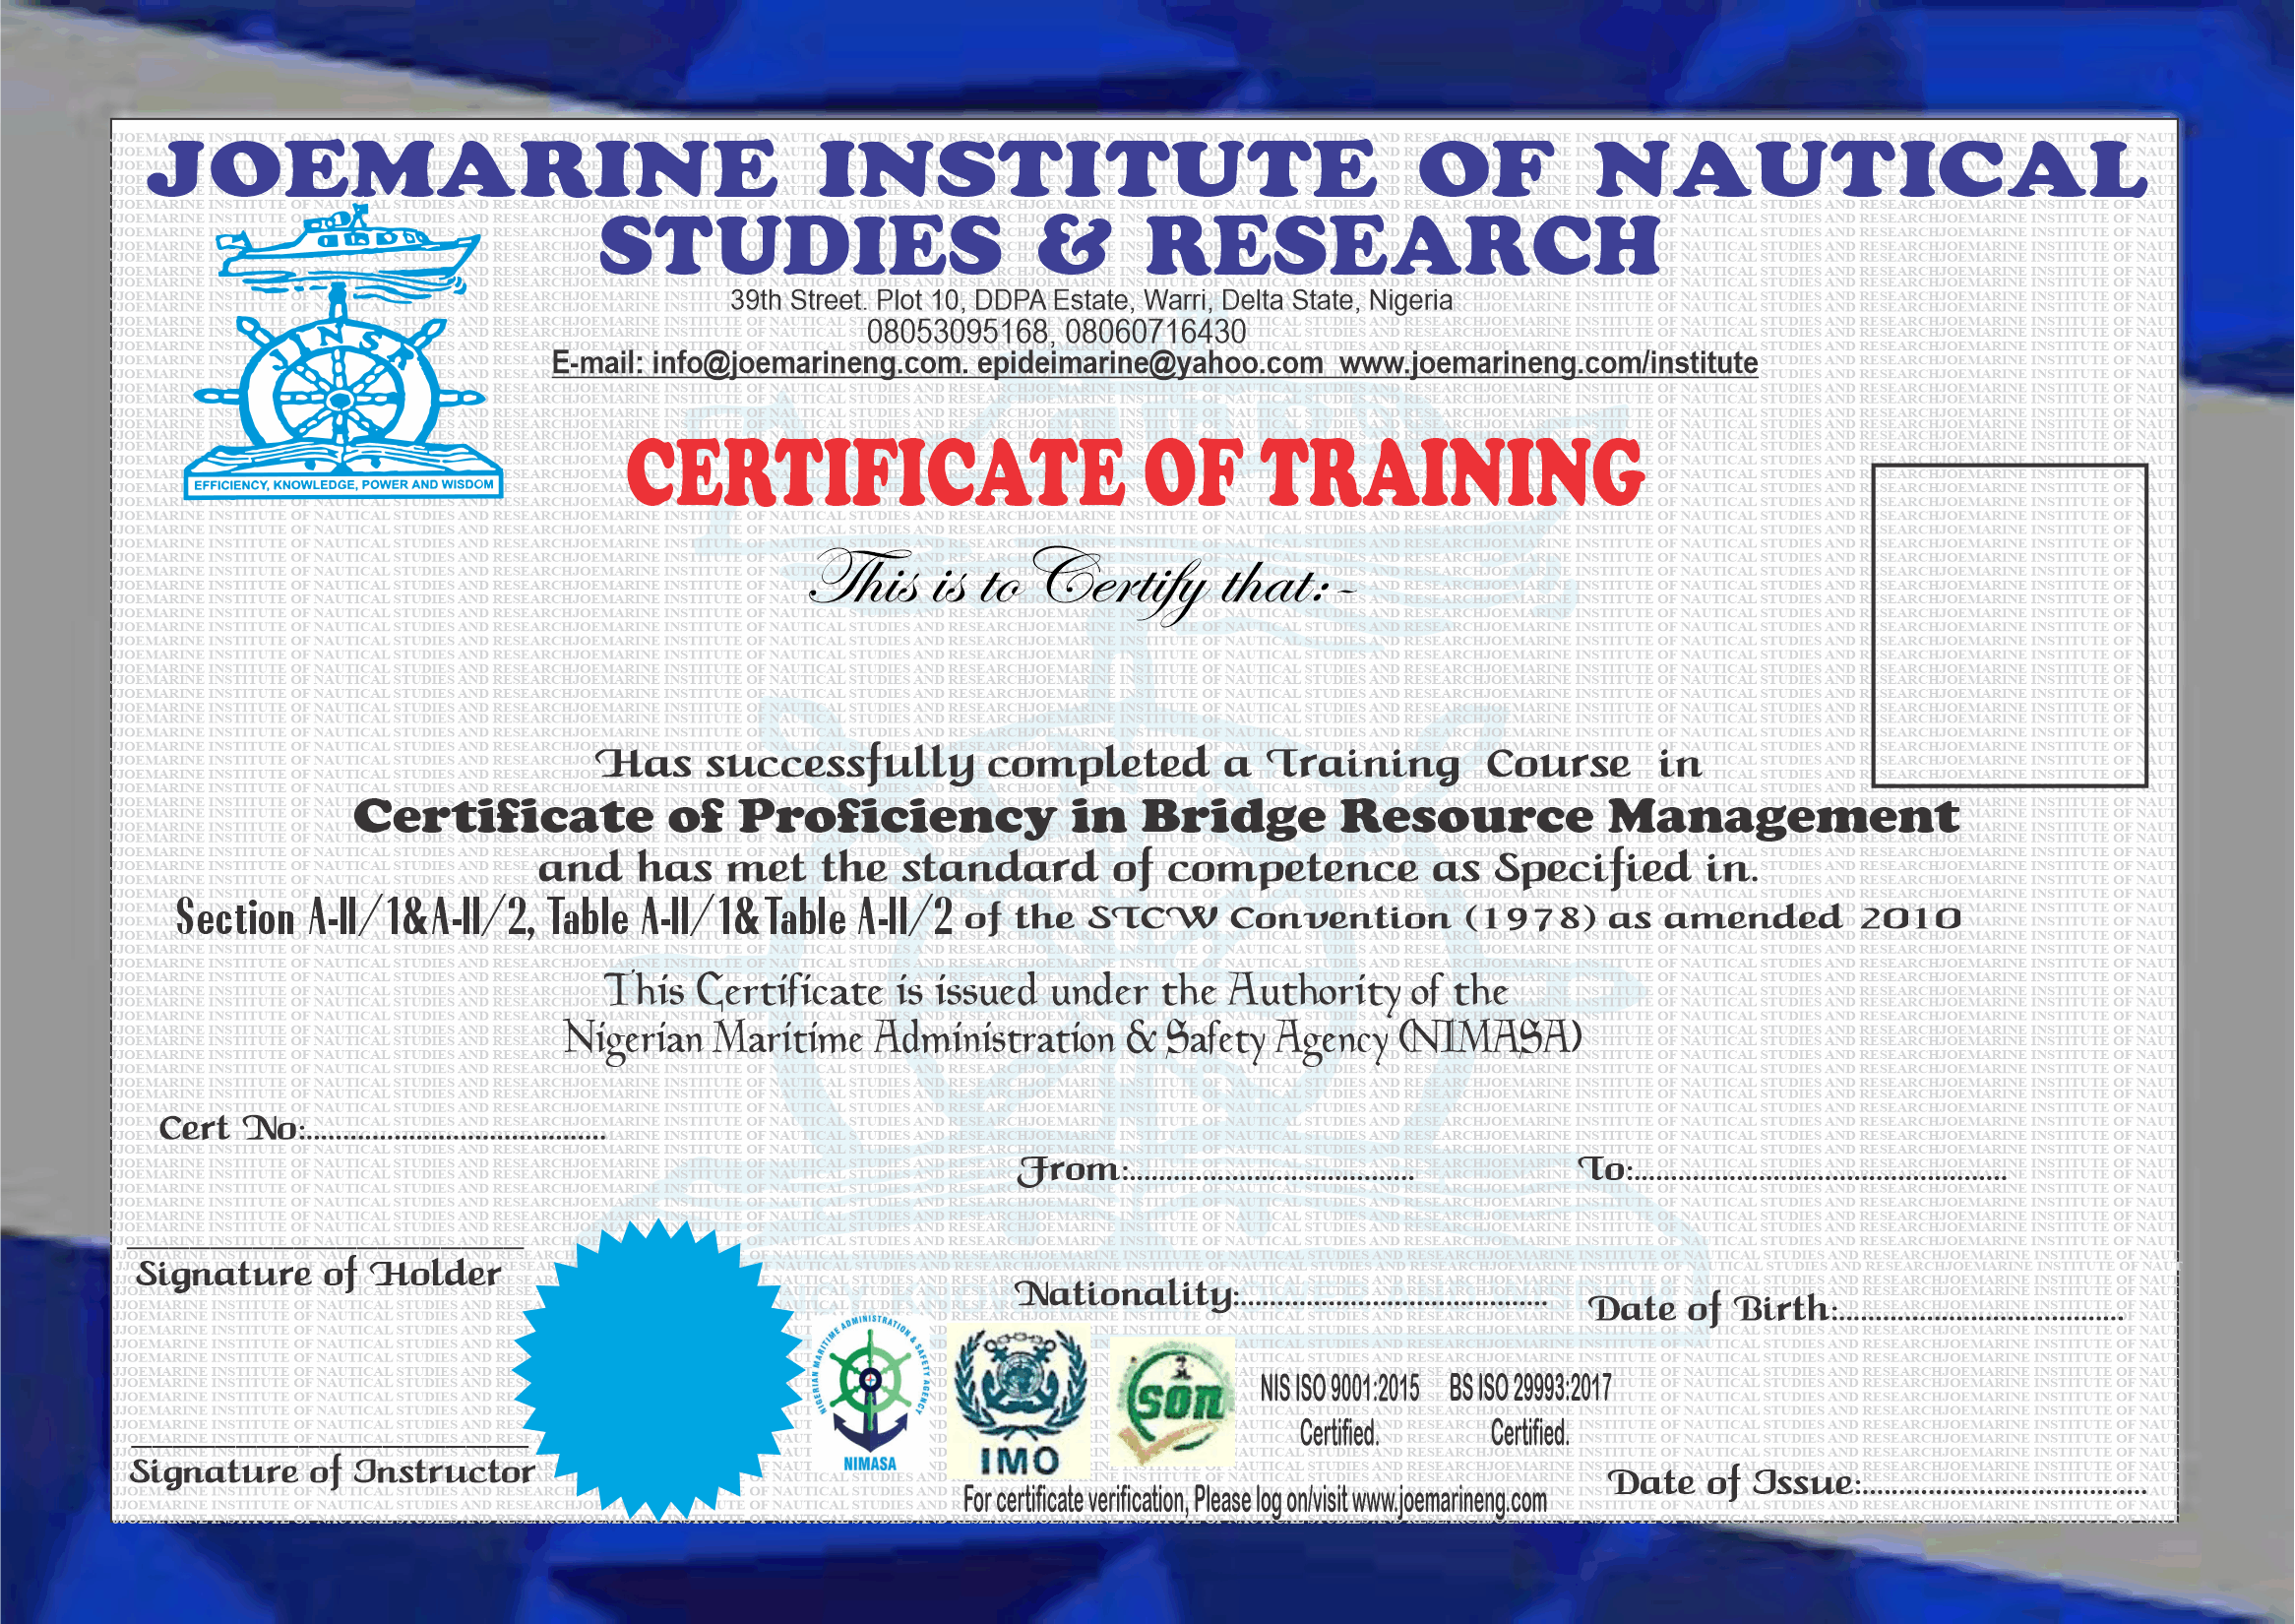 JOEMARINE INSTITUTE OF NAUTICAL
STUDIES & RESEARCH
39th Street. Plot 10, DDPA Estate, Warri, Delta State, Nigeria
08053095168, 08060716430
E-mail: info@joemarineng.com. epideimarine@yahoo.com www.joemarineng.com/institute
JINSR
EFFICIENCY, KNOWLEDGE, POWER AND WISDOM
CERTIFICATE OF TRAINING
This is to Certify that:-
Has successfully completed a Training Course in
Certificate of Proficiency in Bridge Resource Management
and has met the standard of competence as Specified in.
Section A-II/1&A-II/2, Table A-II/1&Table A-II/2 of the STCW Convention (1978) as amended 2010
This Certificate is issued under the Authority of the
Nigerian Maritime Administration & Safety Agency (NIMASA)
Cert No:
From: To:
Signature of Holder
Nationality: Date of Birth:
NIGERIAN MARITIME ADMINISTRATION & SAFETY AGENCY
NIMASA
IMO
SON
NIS ISO 9001:2015 BS ISO 29993:2017
Certified. Certified.
Signature of Instructor
Date of Issue:
For certificate verification, Please log on/visit www.joemarineng.com
JOEMARINE INSTITUTE OF NAUTICAL STUDIES AND RESEARCH